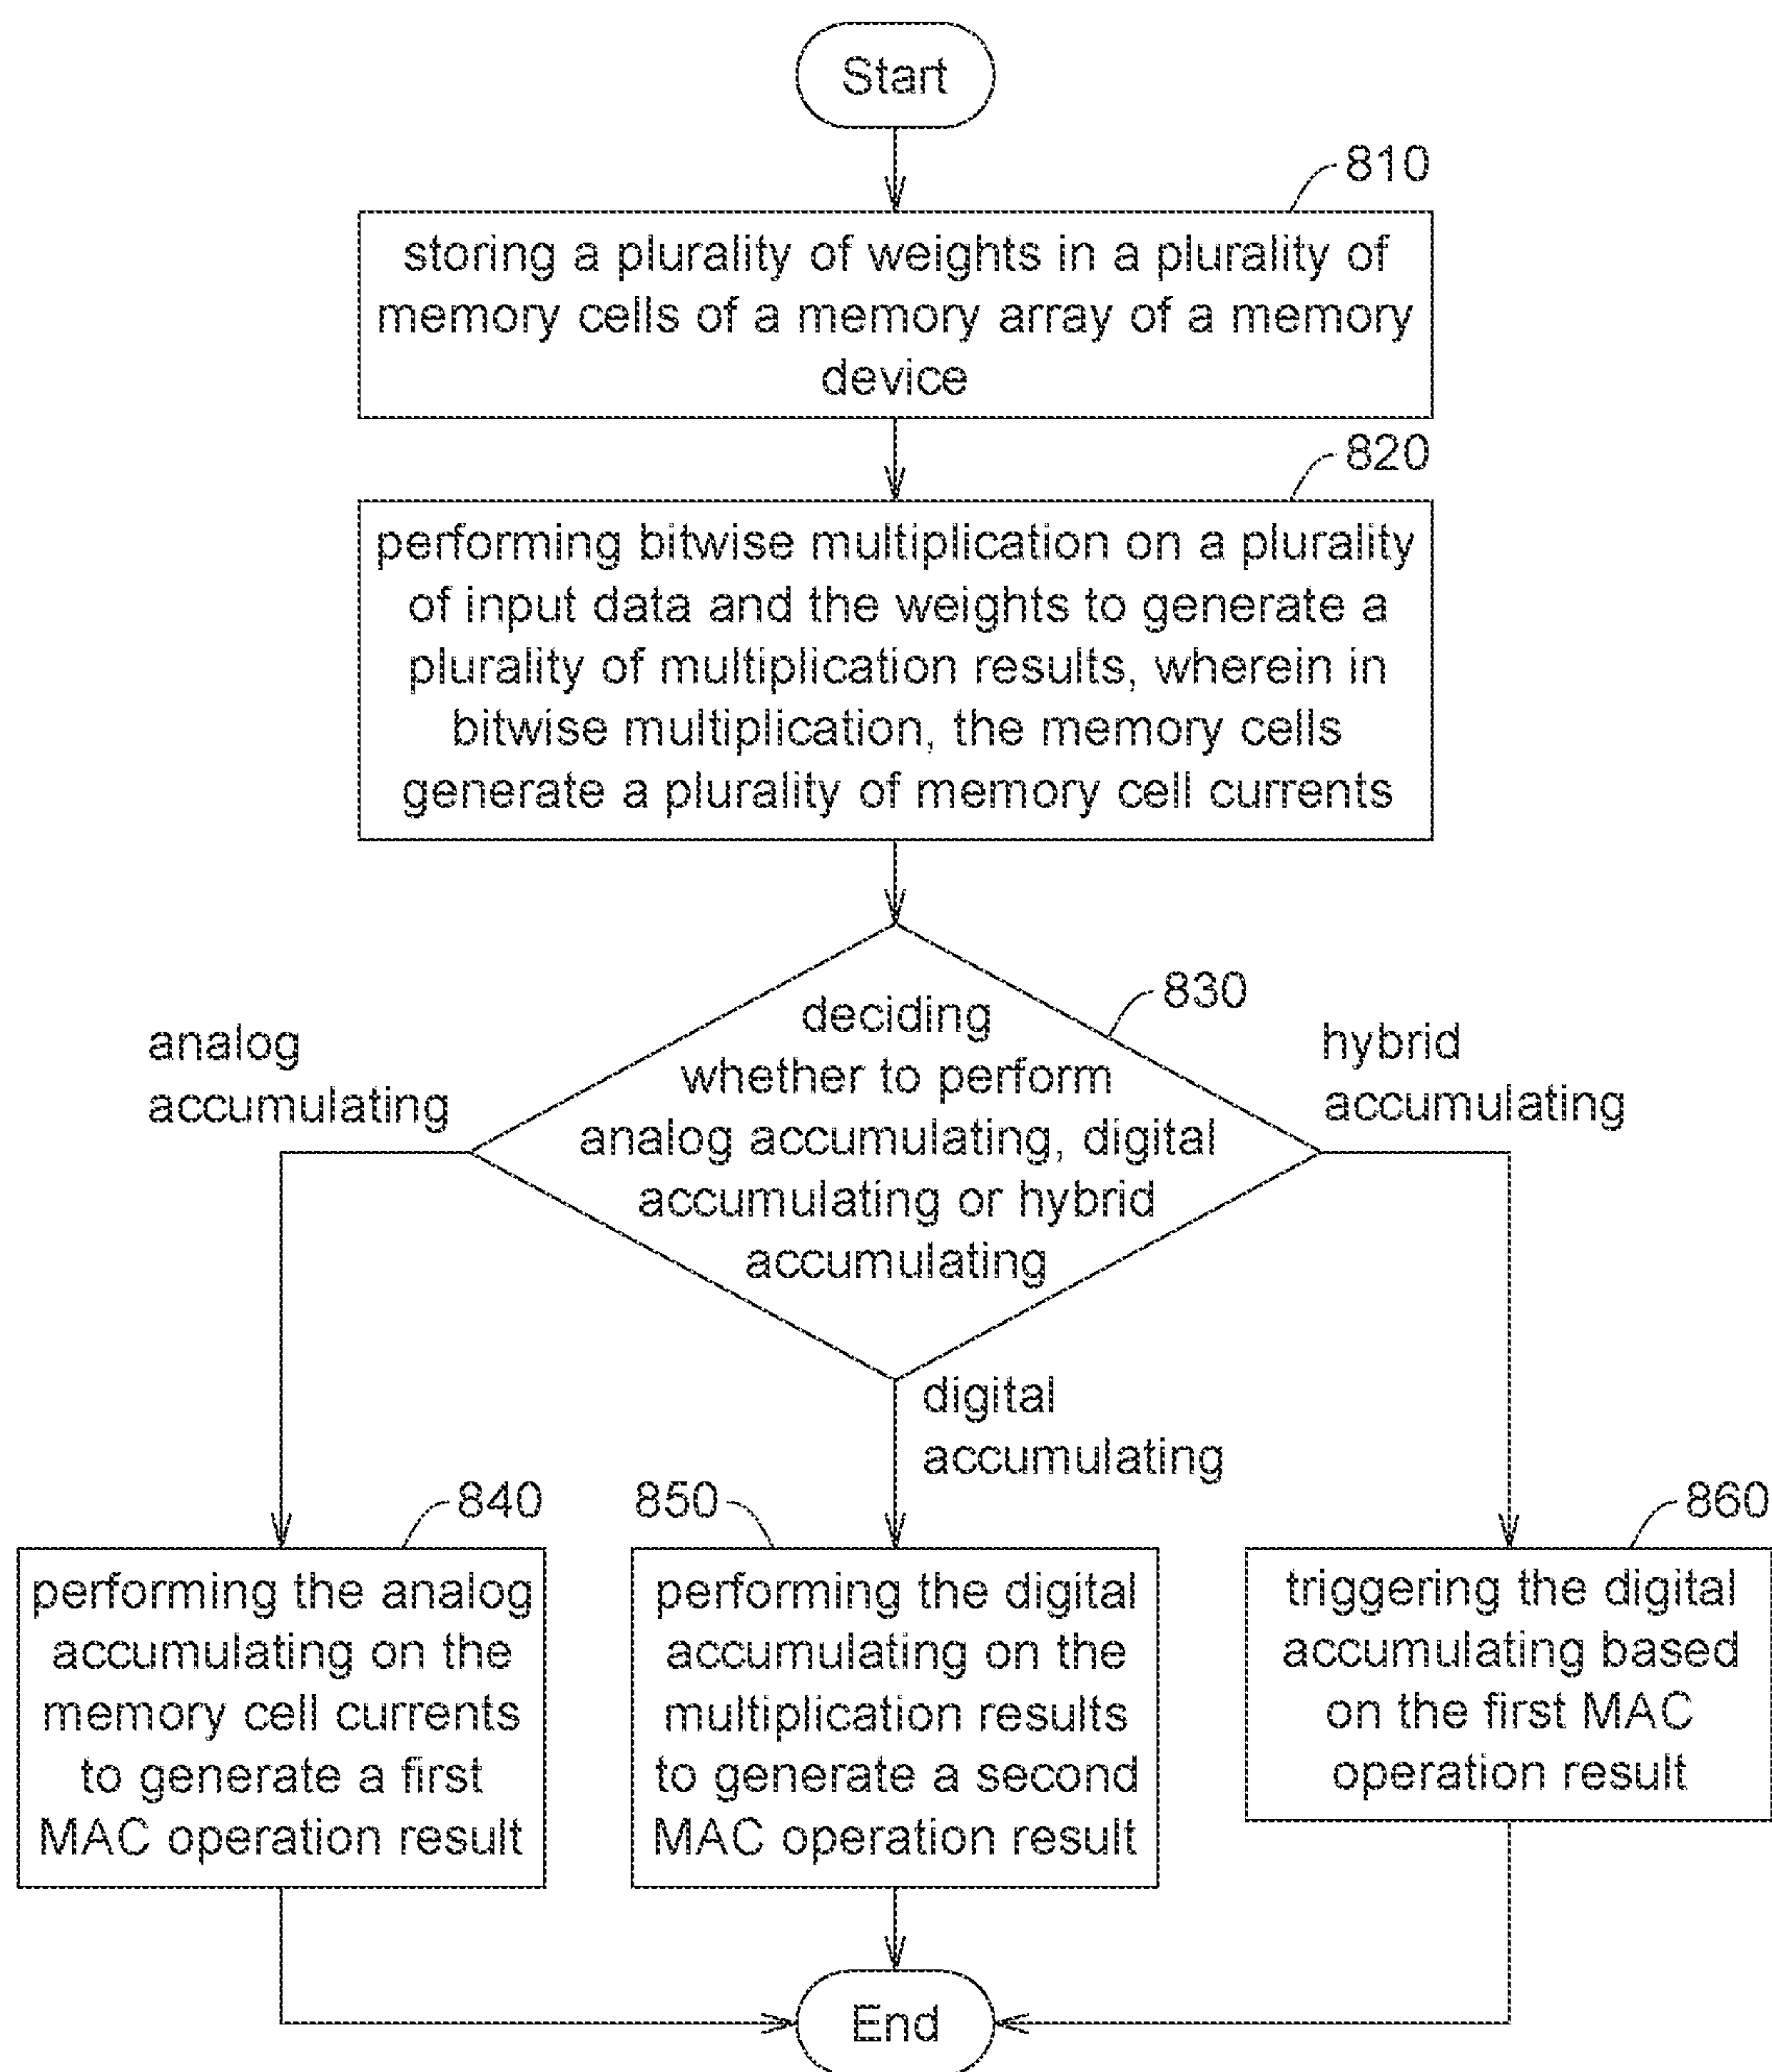 Start
810
storing a plurality of weights in a plurality of
memory cells of a memory array of a memory
device
820
performing bitwise multiplication on a plurality
of input data and the weights to generate a
plurality of multiplication results, wherein in
bitwise multiplication, the memory cells
generate a plurality of memory cell currents
830
deciding
whether to perform
analog accumulating, digital
accumulating or hybrid
accumulating
analog
accumulating
hybrid
accumulating
digital
accumulating
840
performing the analog
accumulating on the
memory cell currents
to generate a first
MAC operation result
850
performing the digital
accumulating on the
multiplication results
to generate a second
MAC operation result
860
triggering the digital
accumulating based
on the first MAC
operation result
End